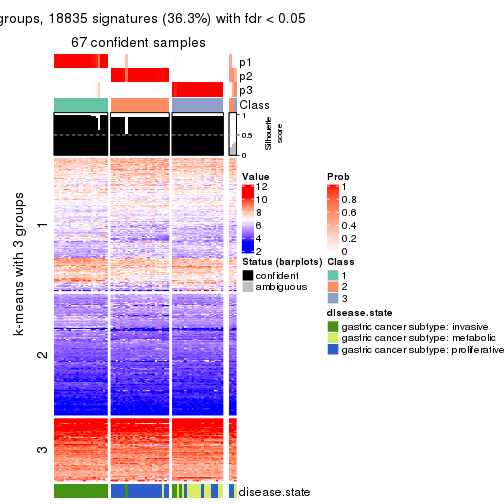 groups, 18835 signatures (36.3%) with fdr < 0.05
67 confident samples
p1
p2
p3
Class
1
0.5
0
Silhouette
score
k-means with 3 groups
1
2
3
Value
12
10
8
6
4
2
Prob
1
0.8
0.6
0.4
0.2
0
Status (barplots)
confident
ambiguous
Class
1
2
3
disease.state
gastric cancer subtype: invasive
gastric cancer subtype: metabolic
gastric cancer subtype: proliferative
disease.state